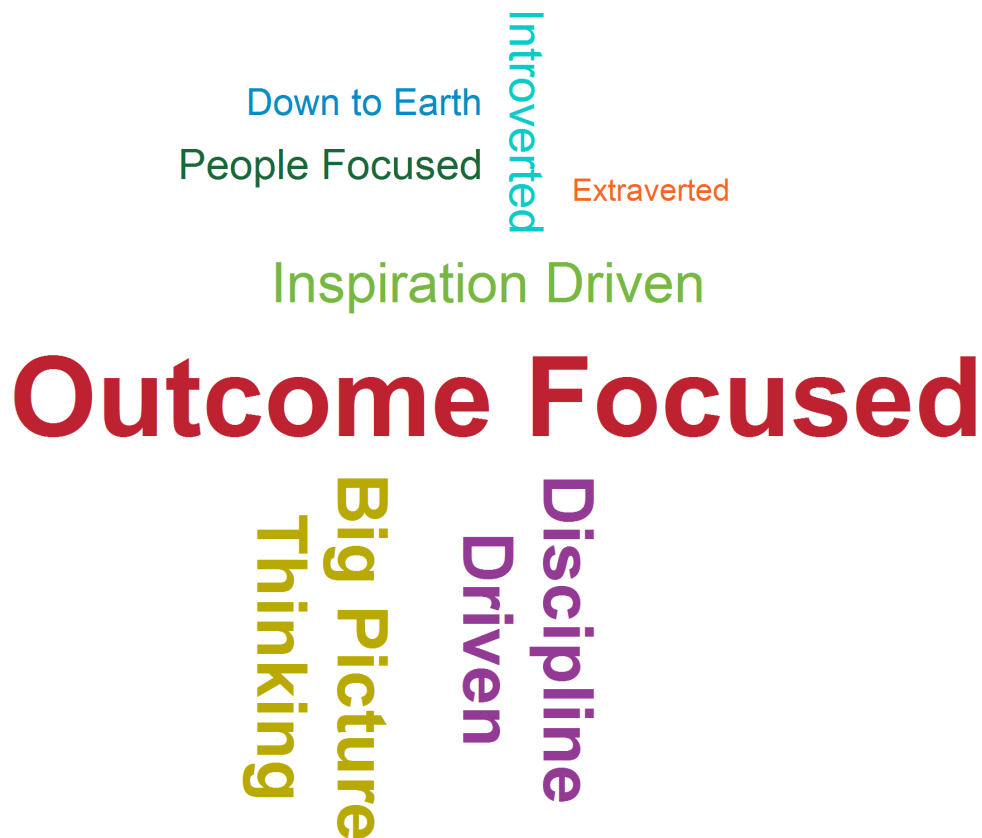 Introverted
Down to Earth
People Focused
Extraverted
Inspiration Driven
Outcome Focused
Big Picture
Thinking
Discipline
Driven